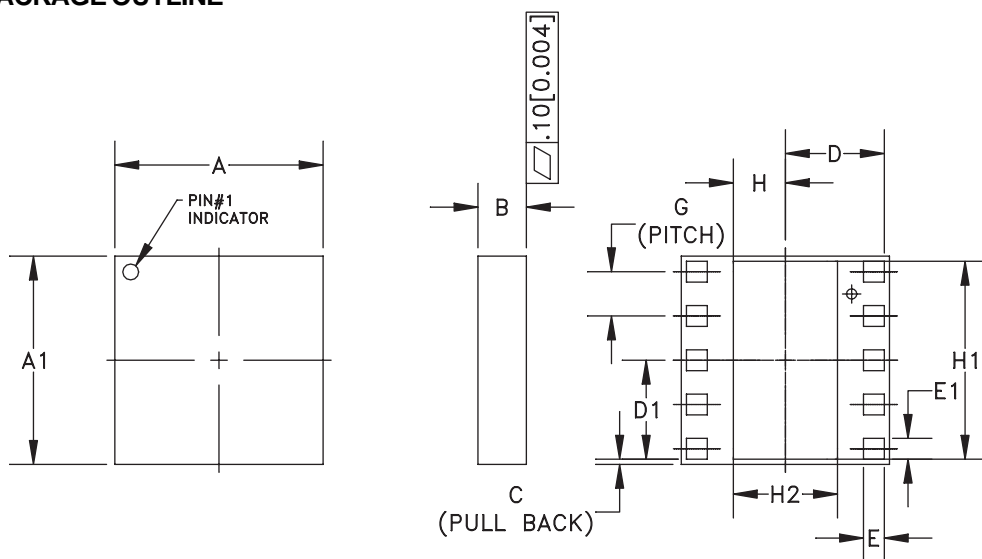 PACKAGE OUTLINE
.10[0.004]
A
D
H
PIN#1
INDICATOR
B
G
(PITCH)
A1
H1
E1
D1
H2
C
(PULL BACK)
E